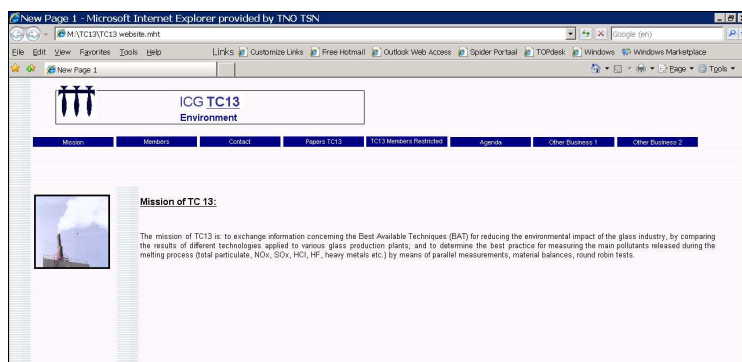 New Page 1 - Microsoft Internet Explorer provided by TNO TSN
M:\TC13\TC13 website.mht
Google (en)
File Edit View Favorites Tools Help
Links Customize Links Free Hotmail Outlook Web Access Spider Portaal TOPdesk Windows Windows Marketplace
New Page 1
Page Tools
ICG TC13
Environment
Mission Members Contact Papers TC13 TC13 Members Restricted Agenda Other Business 1 Other Business 2
Mission of TC 13:
The mission of TC13 is: to exchange information concerning the Best Available Techniques (BAT) for reducing the environmental impact of the glass industry, by comparing
the results of different technologies applied to various glass production plants; and to determine the best practice for measuring the main pollutants released during the
melting process (total particulate, NOx, SOx, HCl, HF, heavy metals etc.) by means of parallel measurements, material balances, round robin tests.